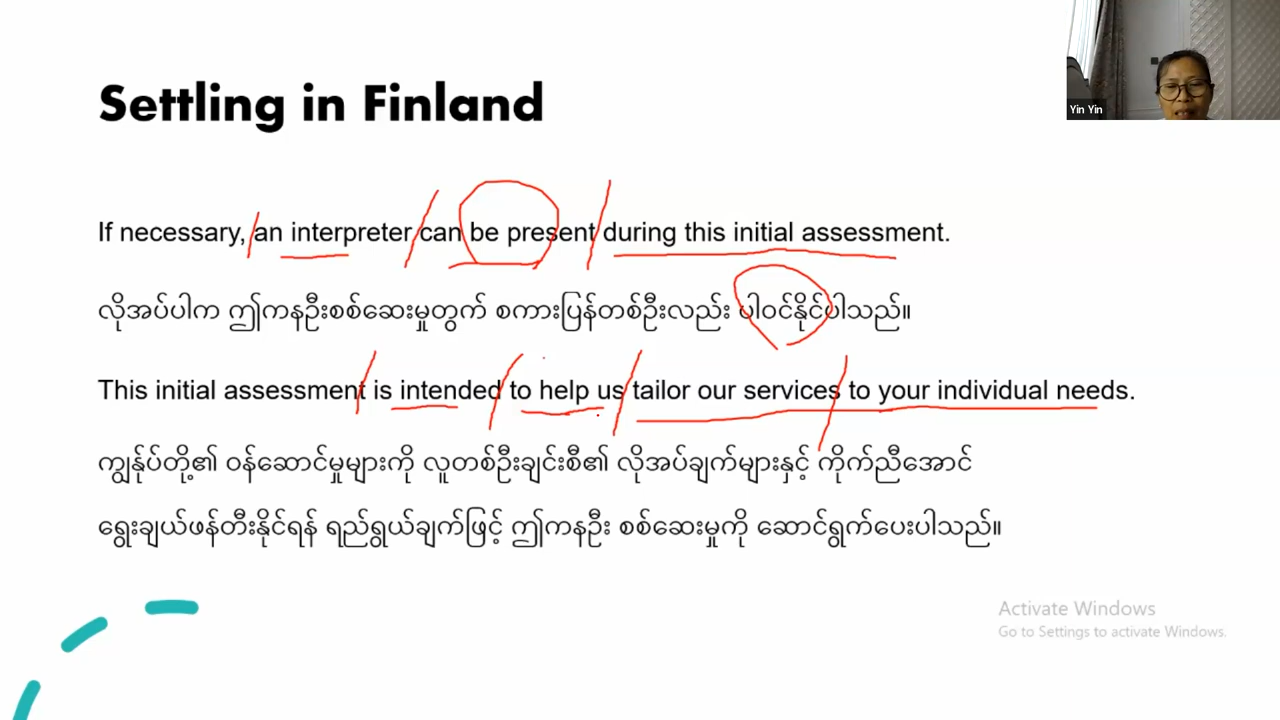 Settling in Finland
Yin Yin
If necessary, an interpreter can be present during this initial assessment.
လိုအပ်ပါက ဤကနဦးစစ်ဆေးမှုတွက် စကားပြန်တစ်ဦးလည်း ပါဝင်နိုင်ပါသည်။
This initial assessment is intended to help us tailor our services to your individual needs.
ကျွန်ုပ်တို့၏ ဝန်ဆောင်မှုများကို လူတစ်ဦးချင်းစီ၏ လိုအပ်ချက်များနှင့် ကိုက်ညီအောင်
ရွေးချယ်ဖန်တီးနိုင်ရန် ရည်ရွယ်ချက်ဖြင့် ဤကနဦး စစ်ဆေးမှုကို ဆောင်ရွက်ပေးပါသည်။
Activate Windows
Go to Settings to activate Windows.